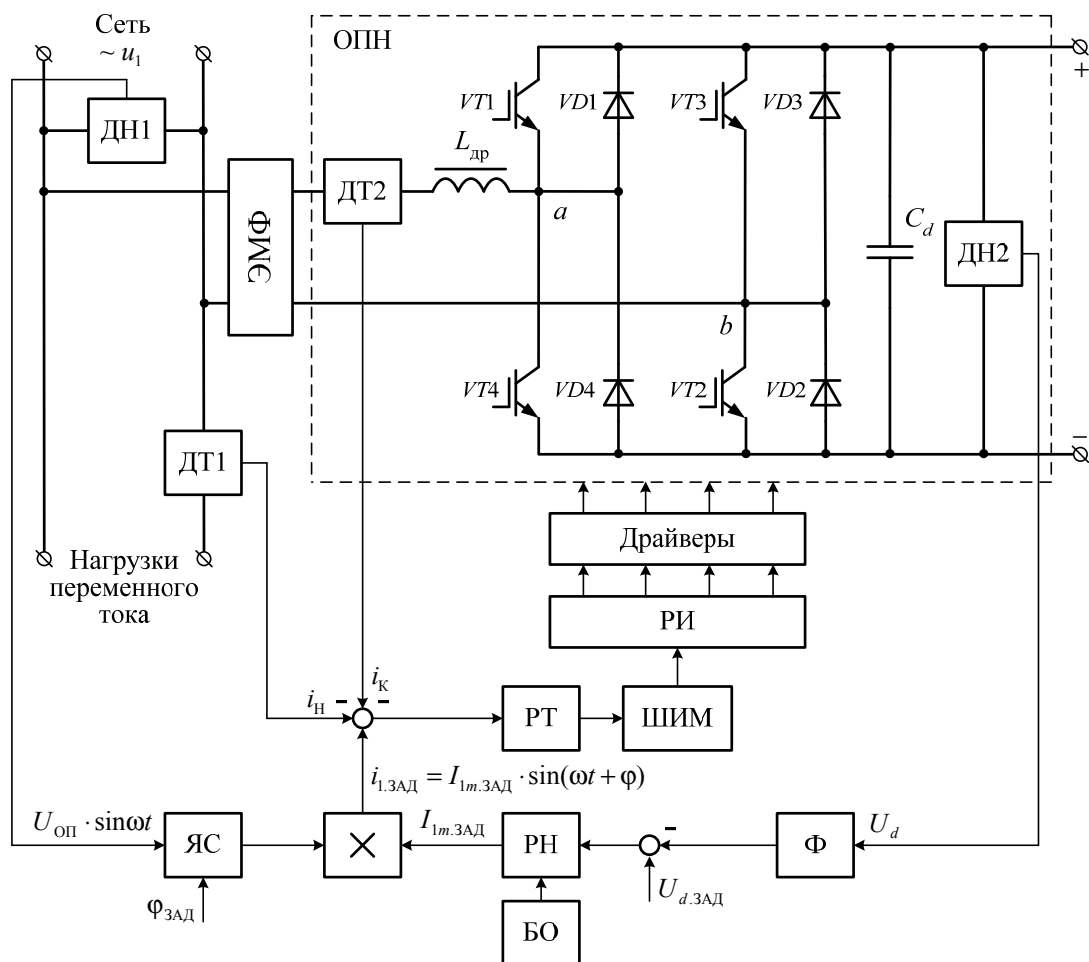 Сеть
~ u₁
ОПН
ДН1
VT1
VD1
VT3
VD3
+
Lдр
ЭМФ
ДТ2
a
Cd
ДН2
b
VT4
VD4
VT2
VD2
−
ДТ1
Драйверы
Нагрузки
переменного
тока
РИ
iК
iН
-
-
РТ
ШИМ
i1.ЗАД = I1m.ЗАД · sin(ωt + φ)
UОП · sinωt
I1m.ЗАД
-
Ud
ЯС
×
РН
Ф
φЗАД
Ud.ЗАД
БО